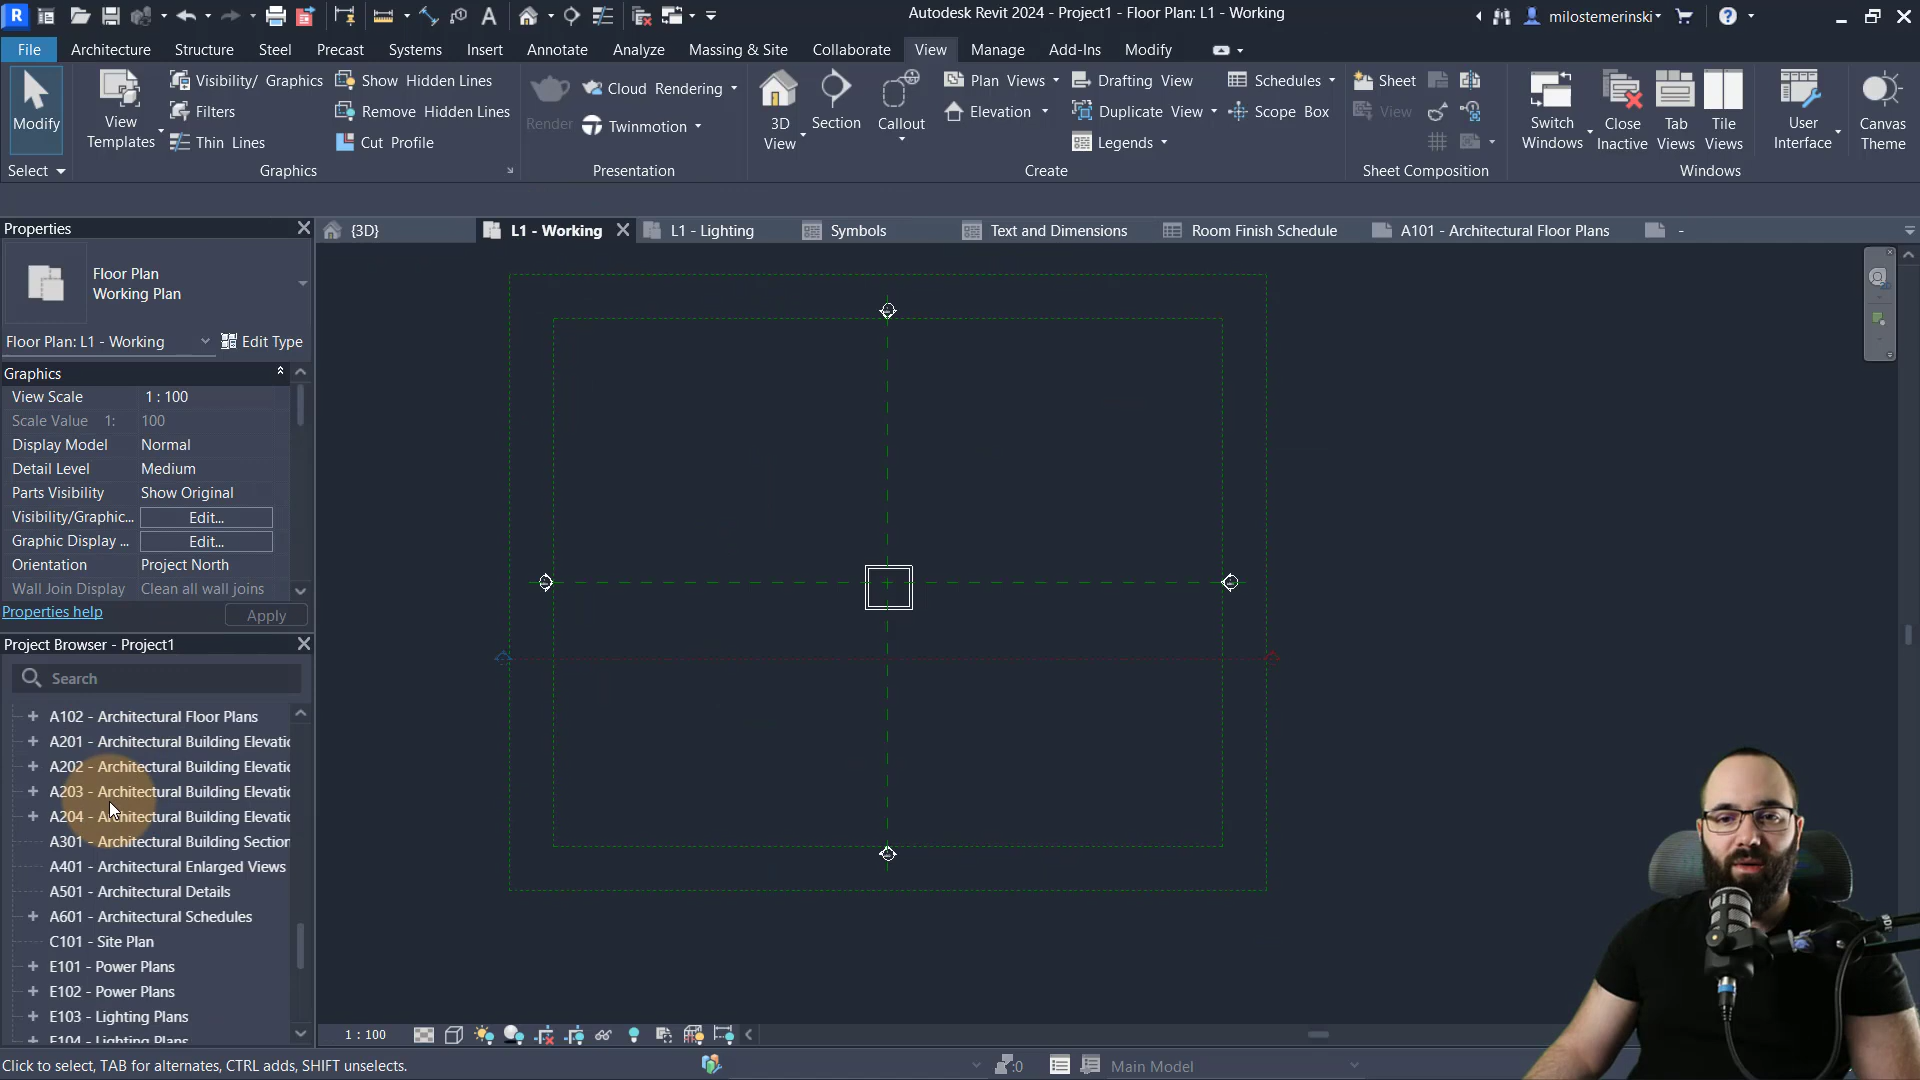 Autodesk Revit 2024 - Project1 - Floor Plan: L1 - Working
milostemerinski
File
Architecture
Structure
Steel
Precast
Systems
Insert
Annotate
Analyze
Massing & Site
Collaborate
View
Manage
Add-Ins
Modify
Modify
View
Templates
Visibility/ Graphics
Filters
Thin Lines
Show Hidden Lines
Remove Hidden Lines
Cut Profile
Render
Cloud Rendering
Twinmotion
3D
View
Section
Callout
Plan Views
Elevation
Drafting View
Duplicate View
Legends
Schedules
Scope Box
Sheet
View
Switch
Windows
Close
Inactive
Tab
Views
Tile
Views
User
Interface
Canvas
Theme
Select
Graphics
Presentation
Create
Sheet Composition
Windows
Properties
{3D}
L1 - Working
L1 - Lighting
Symbols
Text and Dimensions
Room Finish Schedule
A101 - Architectural Floor Plans
-
Floor Plan
Working Plan
Floor Plan: L1 - Working
Edit Type
Graphics
View Scale 1 : 100
Scale Value 1: 100
Display Model Normal
Detail Level Medium
Parts Visibility Show Original
Visibility/Graphic... Edit...
Graphic Display ... Edit...
Orientation Project North
Wall Join Display Clean all wall joins
Properties help
Apply
Project Browser - Project1
Search
A102 - Architectural Floor Plans
A201 - Architectural Building Elevatic
A202 - Architectural Building Elevatic
A203 - Architectural Building Elevatic
A204 - Architectural Building Elevatic
A301 - Architectural Building Section
A401 - Architectural Enlarged Views
A501 - Architectural Details
A601 - Architectural Schedules
C101 - Site Plan
E101 - Power Plans
E102 - Power Plans
E103 - Lighting Plans
E104 - Lighting Plans
1 : 100
Click to select, TAB for alternates, CTRL adds, SHIFT unselects.
:0
Main Model